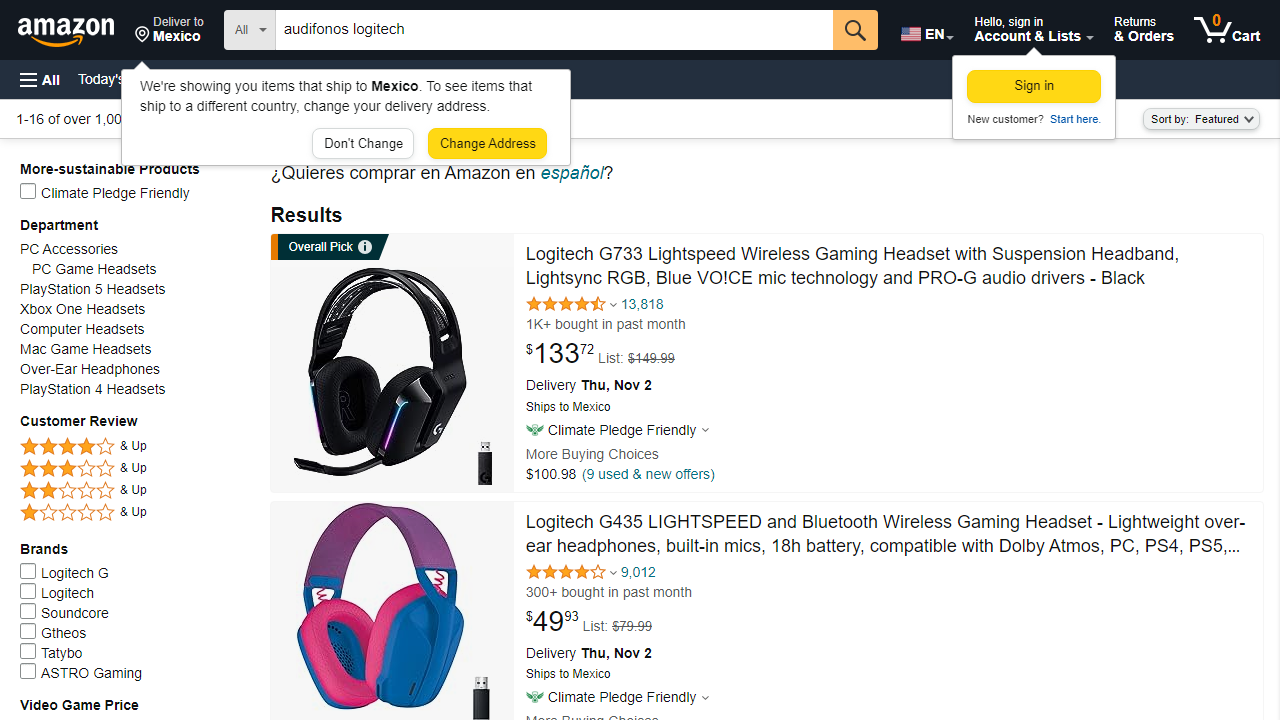 amazon
Deliver to
Mexico
All
audifonos logitech
EN
Hello, sign in
Account & Lists
Returns
& Orders
0
Cart
All
Today's
We're showing you items that ship to Mexico. To see items that
ship to a different country, change your delivery address.
Don't Change
Change Address
Sign in
New customer? Start here.
1-16 of over 1,00
Sort by: Featured
More-sustainable Products
Climate Pledge Friendly
Department
PC Accessories
PC Game Headsets
PlayStation 5 Headsets
Xbox One Headsets
Computer Headsets
Mac Game Headsets
Over-Ear Headphones
PlayStation 4 Headsets
Customer Review
& Up
& Up
& Up
& Up
Brands
Logitech G
Logitech
Soundcore
Gtheos
Tatybo
ASTRO Gaming
Video Game Price
¿Quieres comprar en Amazon en español?
Results
Overall Pick
Logitech G733 Lightspeed Wireless Gaming Headset with Suspension Headband,
Lightsync RGB, Blue VO!CE mic technology and PRO-G audio drivers - Black
13,818
1K+ bought in past month
$13372 List: $149.99
Delivery Thu, Nov 2
Ships to Mexico
Climate Pledge Friendly
More Buying Choices
$100.98 (9 used & new offers)
Logitech G435 LIGHTSPEED and Bluetooth Wireless Gaming Headset - Lightweight over-
ear headphones, built-in mics, 18h battery, compatible with Dolby Atmos, PC, PS4, PS5,...
9,012
300+ bought in past month
$4993 List: $79.99
Delivery Thu, Nov 2
Ships to Mexico
Climate Pledge Friendly
More Buying Choices